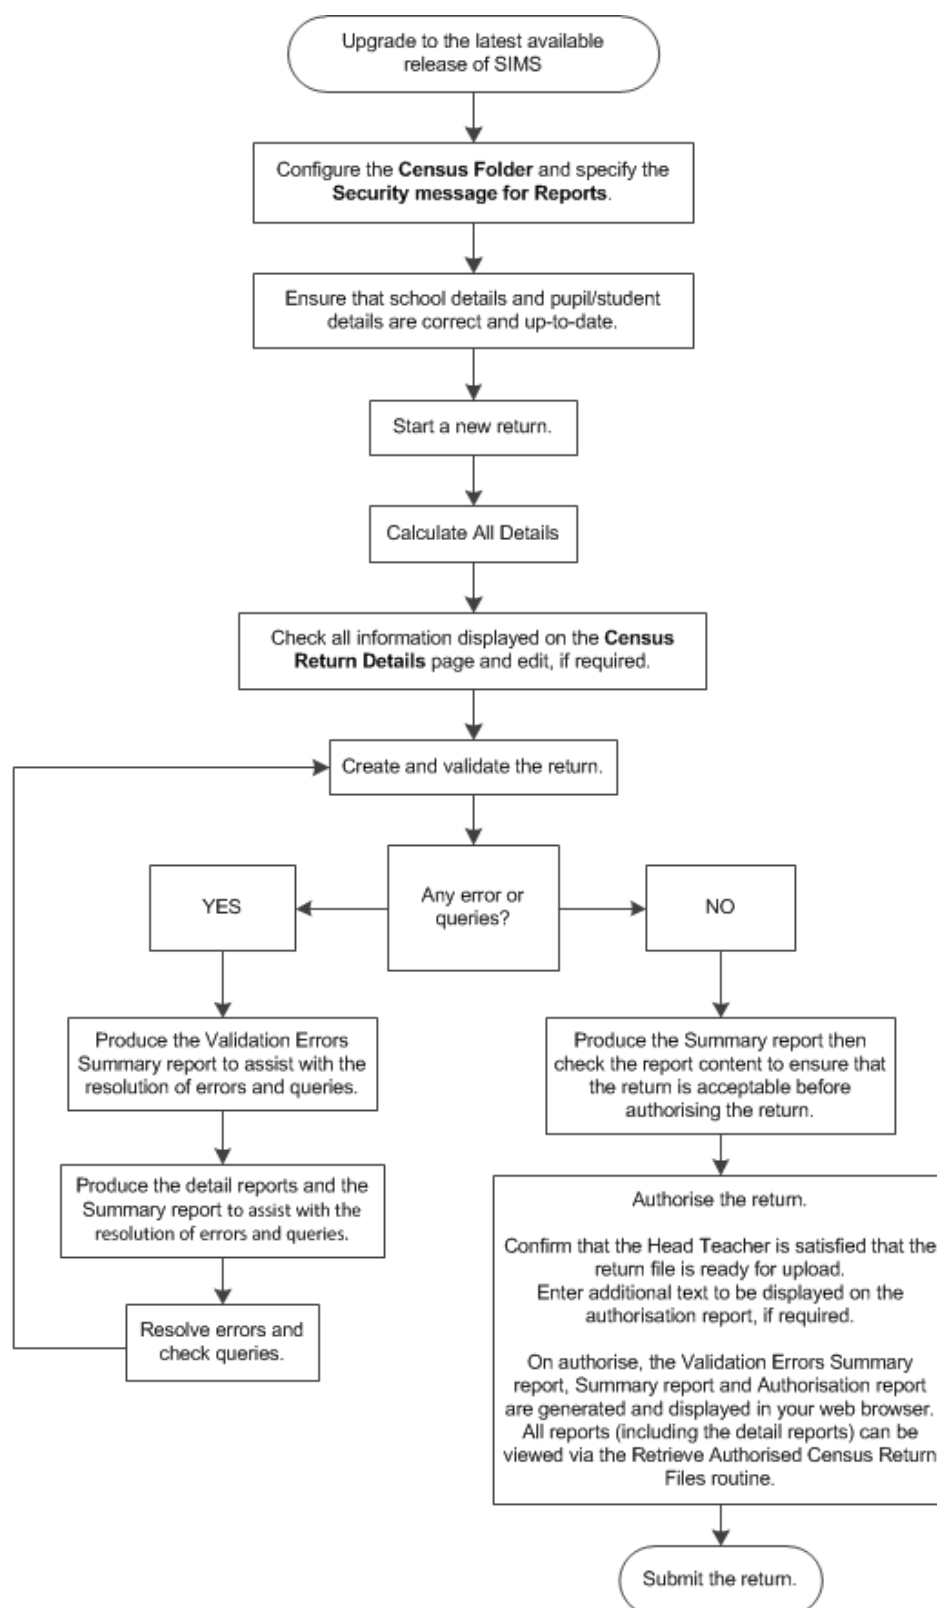 Upgrade to the latest available
release of SIMS
Configure the Census Folder and specify the
Security message for Reports.
Ensure that school details and pupil/student
details are correct and up-to-date.
Start a new return.
Calculate All Details
Check all information displayed on the Census
Return Details page and edit, if required.
Create and validate the return.
Any error or
queries?
YES
NO
Produce the Validation Errors
Summary report to assist with the
resolution of errors and queries.
Produce the detail reports and the
Summary report to assist with the
resolution of errors and queries.
Resolve errors and
check queries.
Produce the Summary report then
check the report content to ensure that
the return is acceptable before
authorising the return.
Authorise the return.
Confirm that the Head Teacher is satisfied that the
return file is ready for upload.
Enter additional text to be displayed on the
authorisation report, if required.
On authorise, the Validation Errors Summary
report, Summary report and Authorisation report
are generated and displayed in your web browser.
All reports (including the detail reports) can be
viewed via the Retrieve Authorised Census Return
Files routine.
Submit the return.